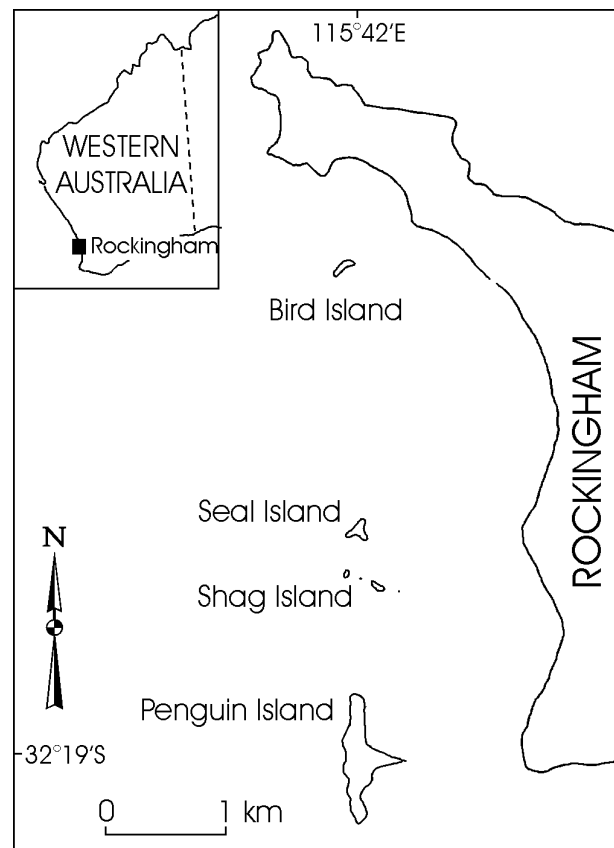 115°42'E
WESTERN
AUSTRALIA
Rockingham
Bird Island
ROCKINGHAM
Seal Island
N
Shag Island
Penguin Island
32°19'S
0 1 km